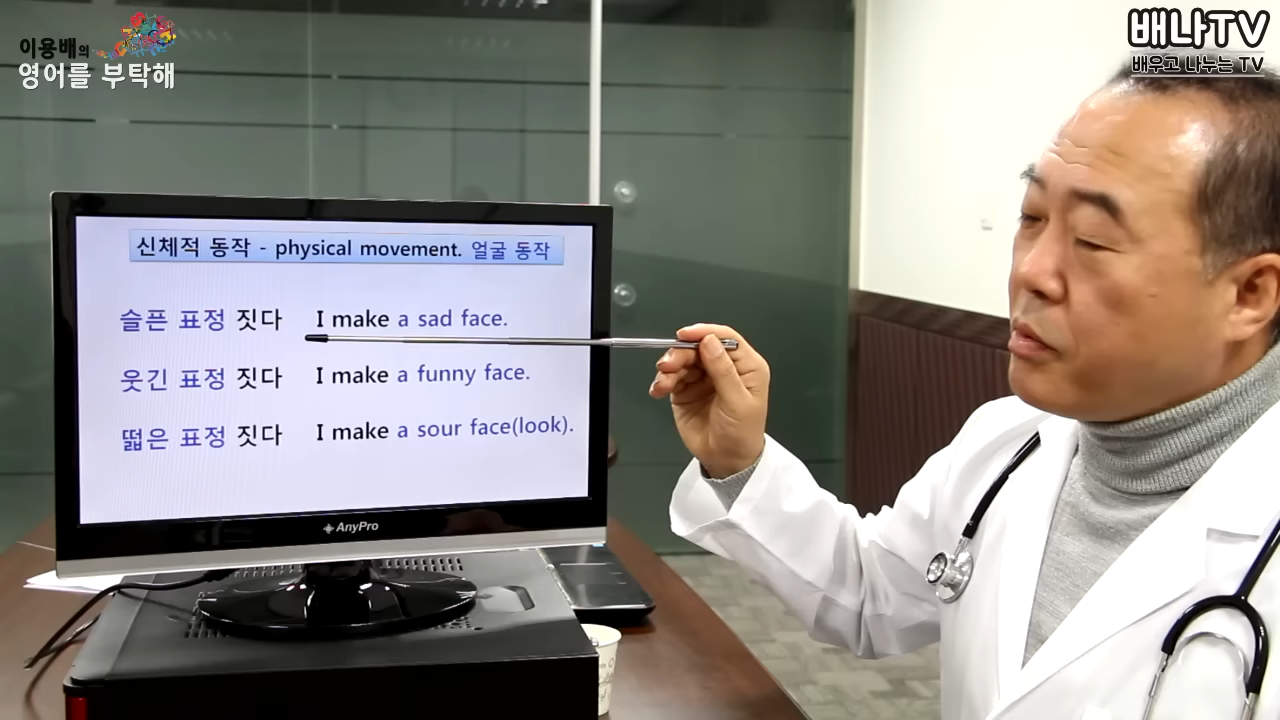 이용배의
영어를 부탁해
배나TV
배우고 나누는 TV
신체적 동작 - physical movement. 얼굴 동작
슬픈 표정 짓다 I make a sad face.
웃긴 표정 짓다 I make a funny face.
떫은 표정 짓다 I make a sour face(look).
AnyPro